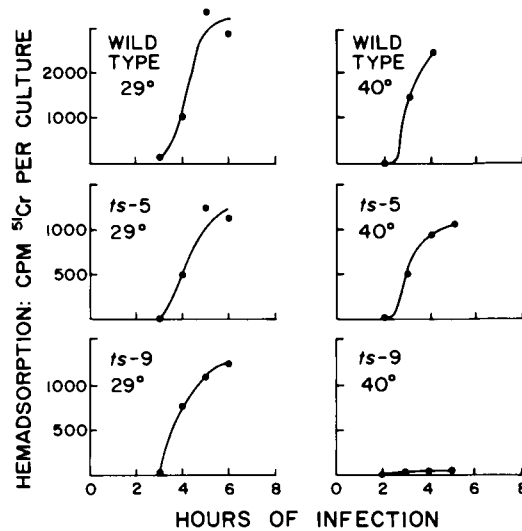 HEMADSORPTION: CPM ⁵¹Cr PER CULTURE
WILD
TYPE
29°
2000
1000
WILD
TYPE
40°
ts-5
29°
1000
500
ts-5
40°
ts-9
29°
1000
500
ts-9
40°
0 2 4 6 0 2 4 6 8
HOURS OF INFECTION